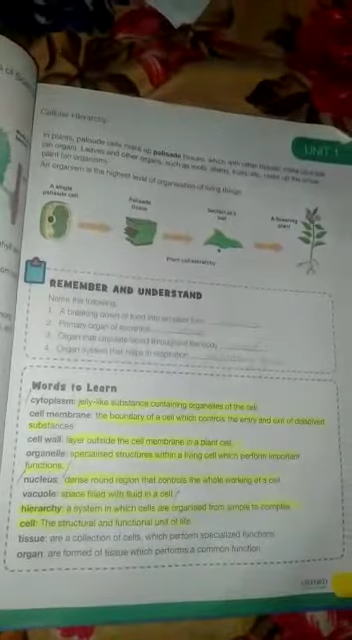 Cellular Hierarchy:
UNIT 1
In plants, palisade cells make up palisade tissues, which with other tissues, make up a leaf
(an organ). Leaves and other organs, such as roots, stems, fruits etc, make up the whole
plant (an organism).
An organism is the highest level of organisation of living things.
A single
palisade cell
Palisade
tissue
Section of a
leaf
A flowering
plant
Plant cell hierarchy
REMEMBER AND UNDERSTAND
Name the following.
1. A breaking down of food into smaller form
2. Primary organ of excretion
3. Organ that circulate blood throughout the body
4. Organ system that helps in respiration
Words to Learn
cytoplasm: jelly-like substance containing organelles of the cell
cell membrane: the boundary of a cell which controls the entry and exit of dissolved
substances
cell wall: layer outside the cell membrane in a plant cell
organelle: specialised structures within a living cell which perform important
functions.
nucleus: dense round region that controls the whole working of a cell
vacuole: space filled with fluid in a cell
hierarchy: a system in which cells are organised from simple to complex
cell: The structural and functional unit of life
tissue: are a collection of cells, which perform specialized functions
organ: are formed of tissue which performs a common function
OXFORD